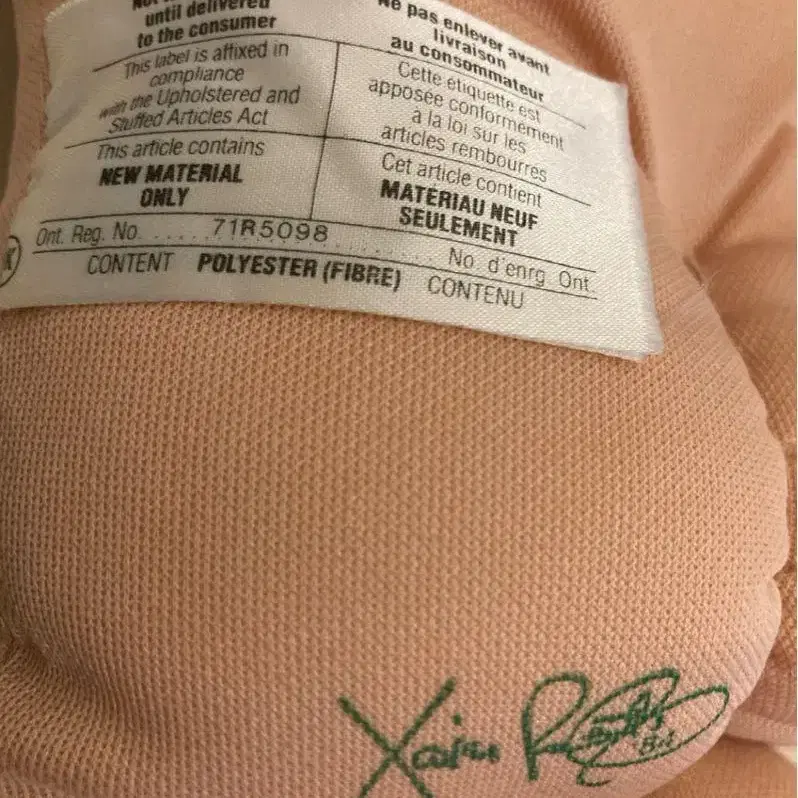 until delivered
to the consumer
This label is affixed in
compliance
with the Upholstered and
Stuffed Articles Act
This article contains
NEW MATERIAL
ONLY
Ne pas enlever avant
livraison
au consommateur
Cette étiquette est
apposée conformément
à la loi sur les
articles rembourres
Cet article contient
MATÉRIAU NEUF
SEULEMENT
Ont. Reg. No. ..... 71R5098 ........ No d'enrg Ont.
CONTENT POLYESTER (FIBRE) CONTENU
Xavier Roberts